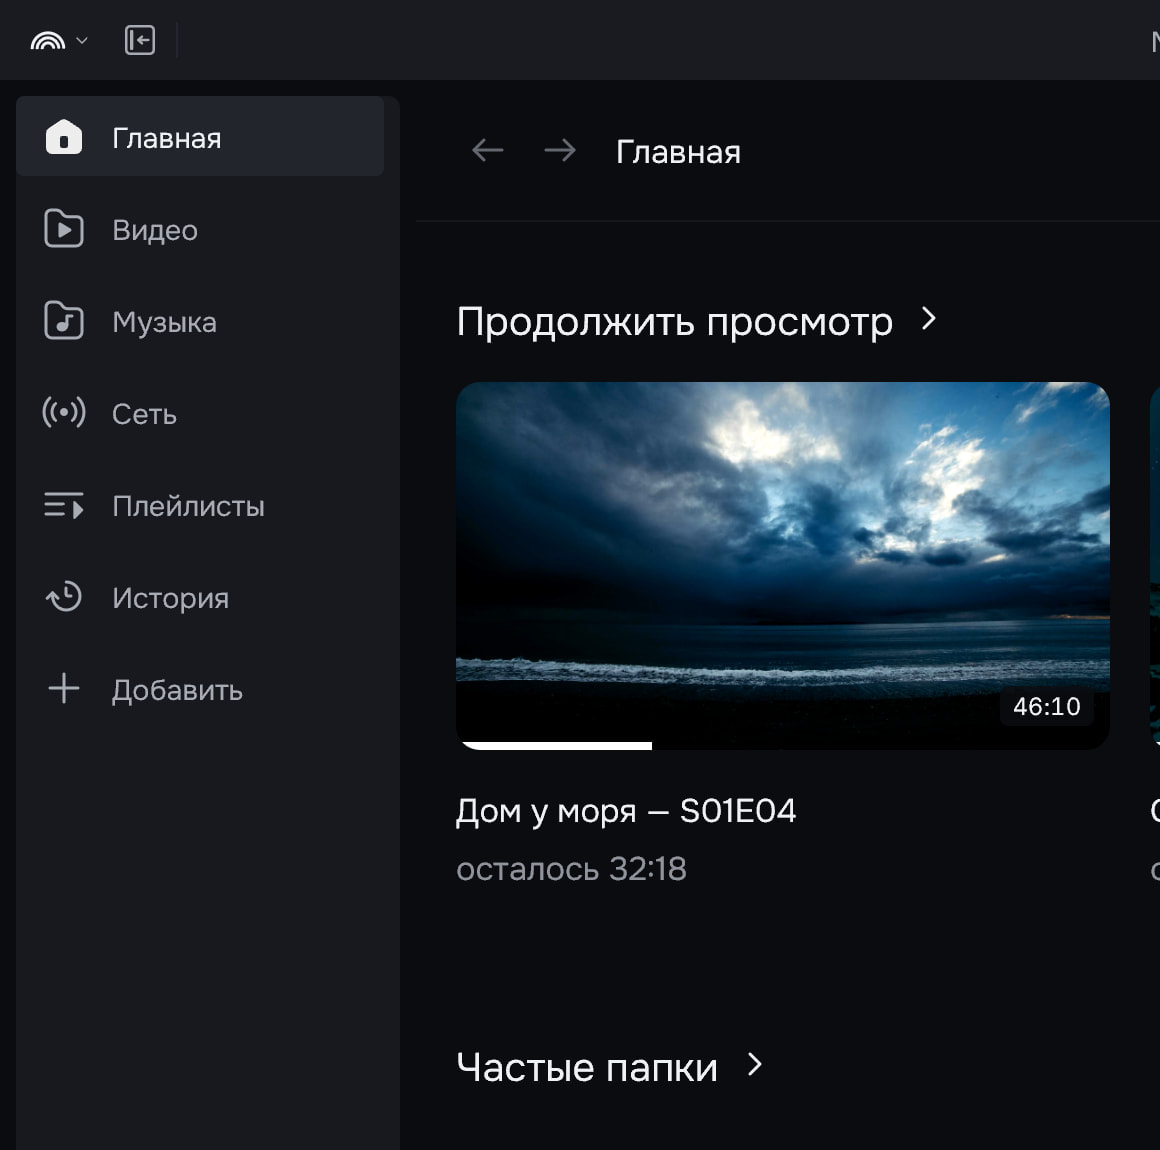 Главная
Видео
Музыка
Сеть
Плейлисты
История
Добавить
Главная
Продолжить просмотр
46:10
Дом у моря — S01E04
осталось 32:18
Частые папки